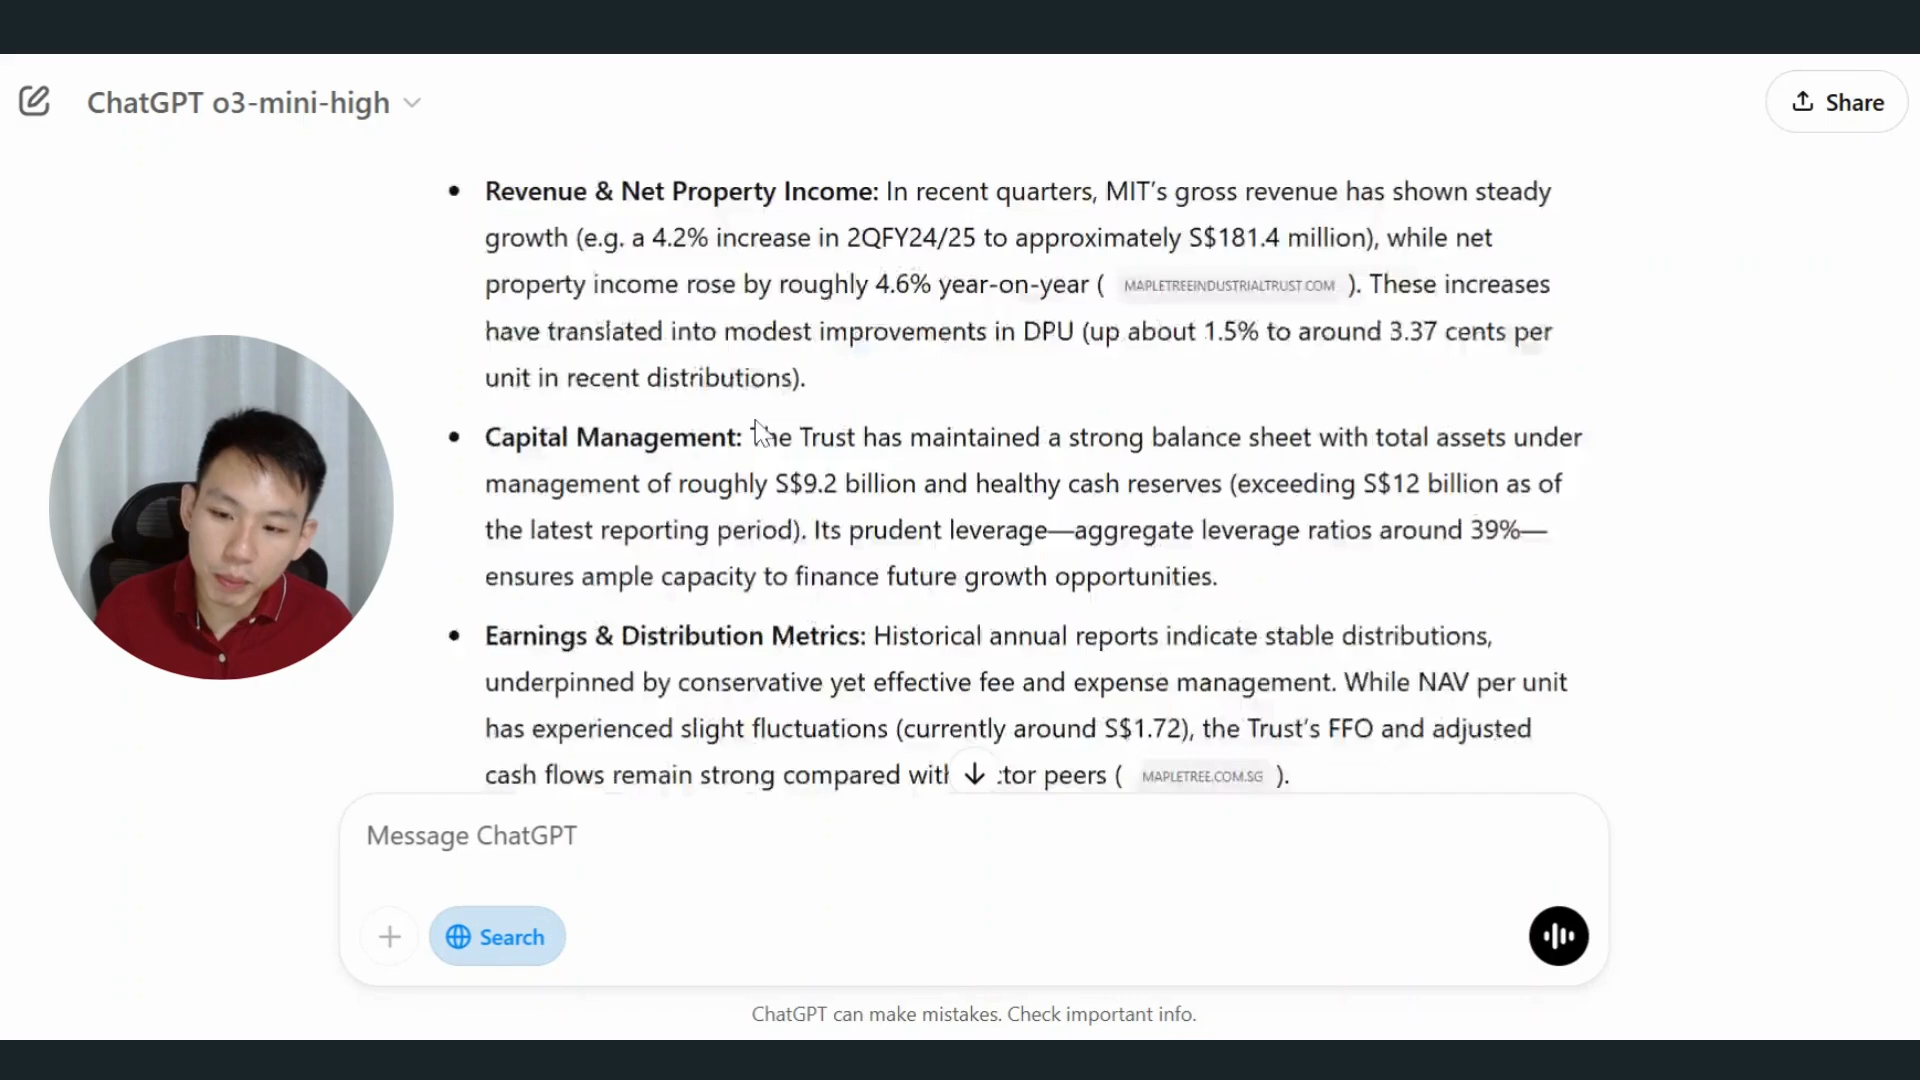 ChatGPT o3-mini-high
Share
Revenue & Net Property Income: In recent quarters, MIT's gross revenue has shown steady
growth (e.g. a 4.2% increase in 2QFY24/25 to approximately S$181.4 million), while net
property income rose by roughly 4.6% year-on-year ( MAPLETREEINDUSTRIALTRUST.COM ). These increases
have translated into modest improvements in DPU (up about 1.5% to around 3.37 cents per
unit in recent distributions).
Capital Management: The Trust has maintained a strong balance sheet with total assets under
management of roughly S$9.2 billion and healthy cash reserves (exceeding S$12 billion as of
the latest reporting period). Its prudent leverage—aggregate leverage ratios around 39%—
ensures ample capacity to finance future growth opportunities.
Earnings & Distribution Metrics: Historical annual reports indicate stable distributions,
underpinned by conservative yet effective fee and expense management. While NAV per unit
has experienced slight fluctuations (currently around S$1.72), the Trust's FFO and adjusted
cash flows remain strong compared with peers ( MAPLETREE.COM.SG ).
Message ChatGPT
Search
ChatGPT can make mistakes. Check important info.